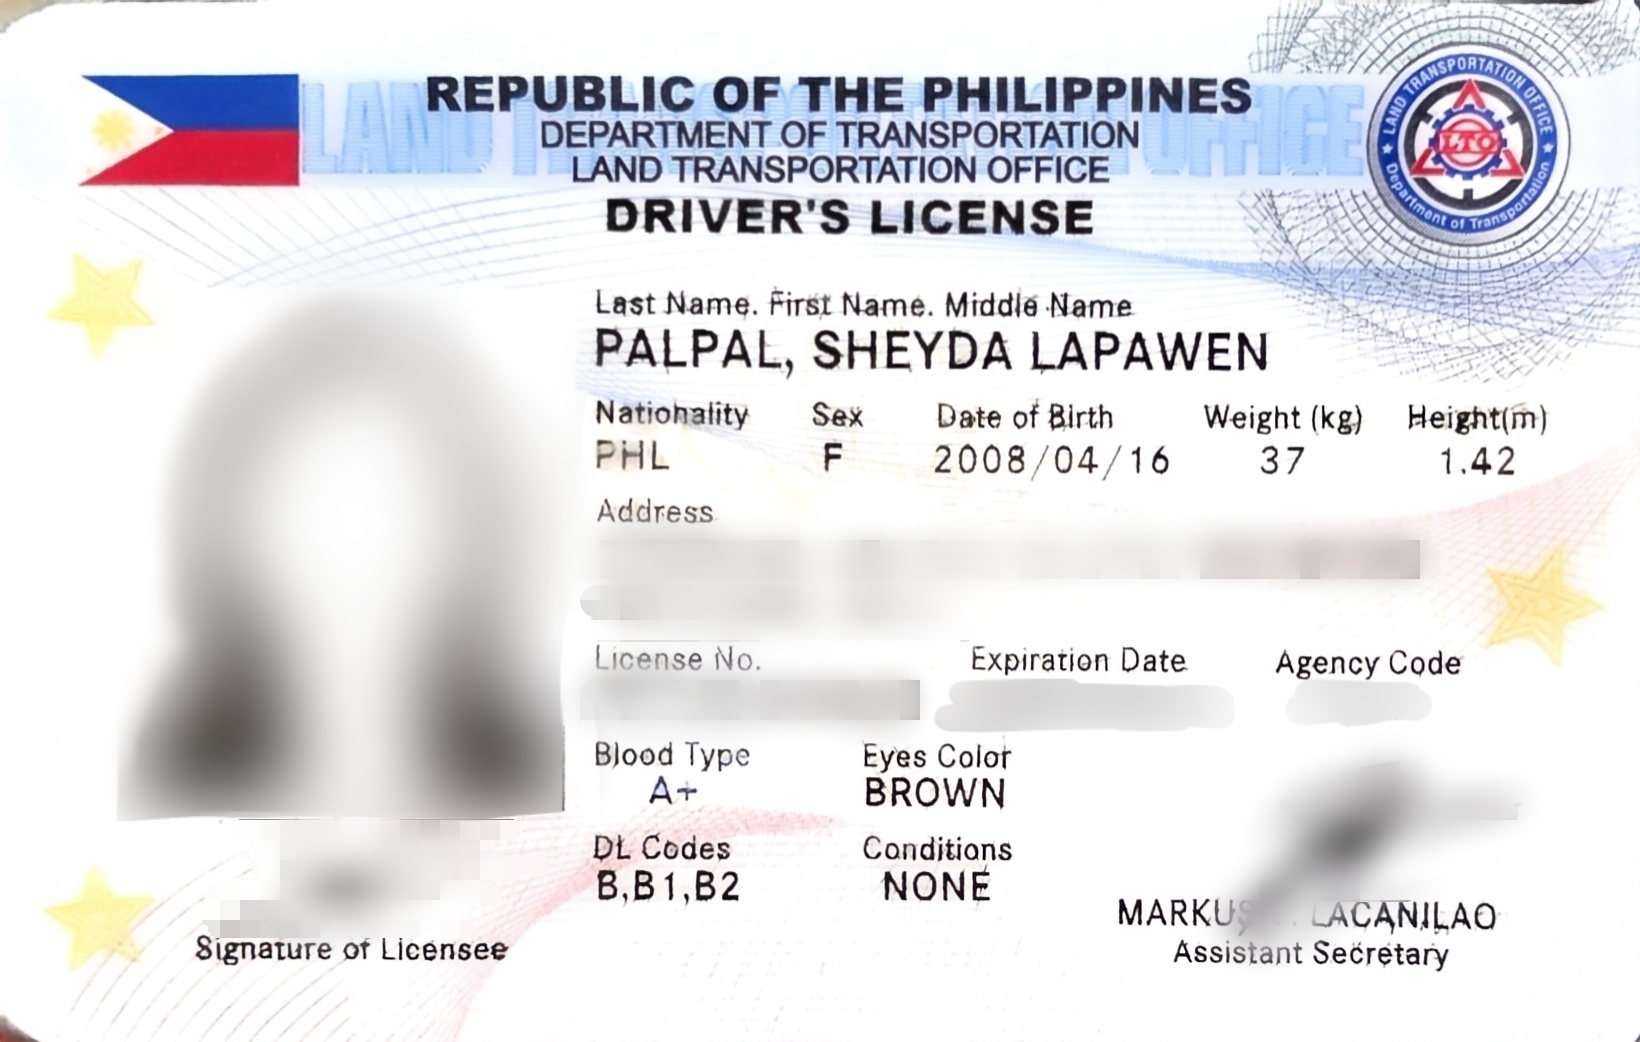 REPUBLIC OF THE PHILIPPINES
DEPARTMENT OF TRANSPORTATION
LAND TRANSPORTATION OFFICE
DRIVER'S LICENSE
LAND TRANSPORTATION OFFICE
LTO
Department of Transportation
Last Name. First Name. Middle Name
PALPAL, SHEYDA LAPAWEN
Nationality Sex Date of Birth Weight (kg) Height(m)
PHL F 2008/04/16 37 1.42
Address
License No. Expiration Date Agency Code
Blood Type Eyes Color
A+ BROWN
DL Codes Conditions
B,B1,B2 NONE
MARKUS LACANILAO
Signature of Licensee Assistant Secretary